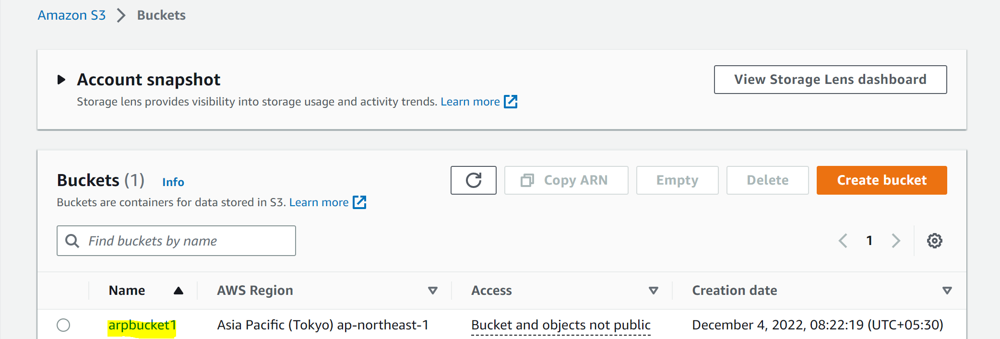 Amazon S3 > Buckets
Account snapshot
View Storage Lens dashboard
Storage lens provides visibility into storage usage and activity trends. Learn more
Buckets (1) Info
Copy ARN Empty Delete Create bucket
Buckets are containers for data stored in S3. Learn more
Find buckets by name
1
Name AWS Region Access Creation date
arpbucket1 Asia Pacific (Tokyo) ap-northeast-1 Bucket and objects not public December 4, 2022, 08:22:19 (UTC+05:30)